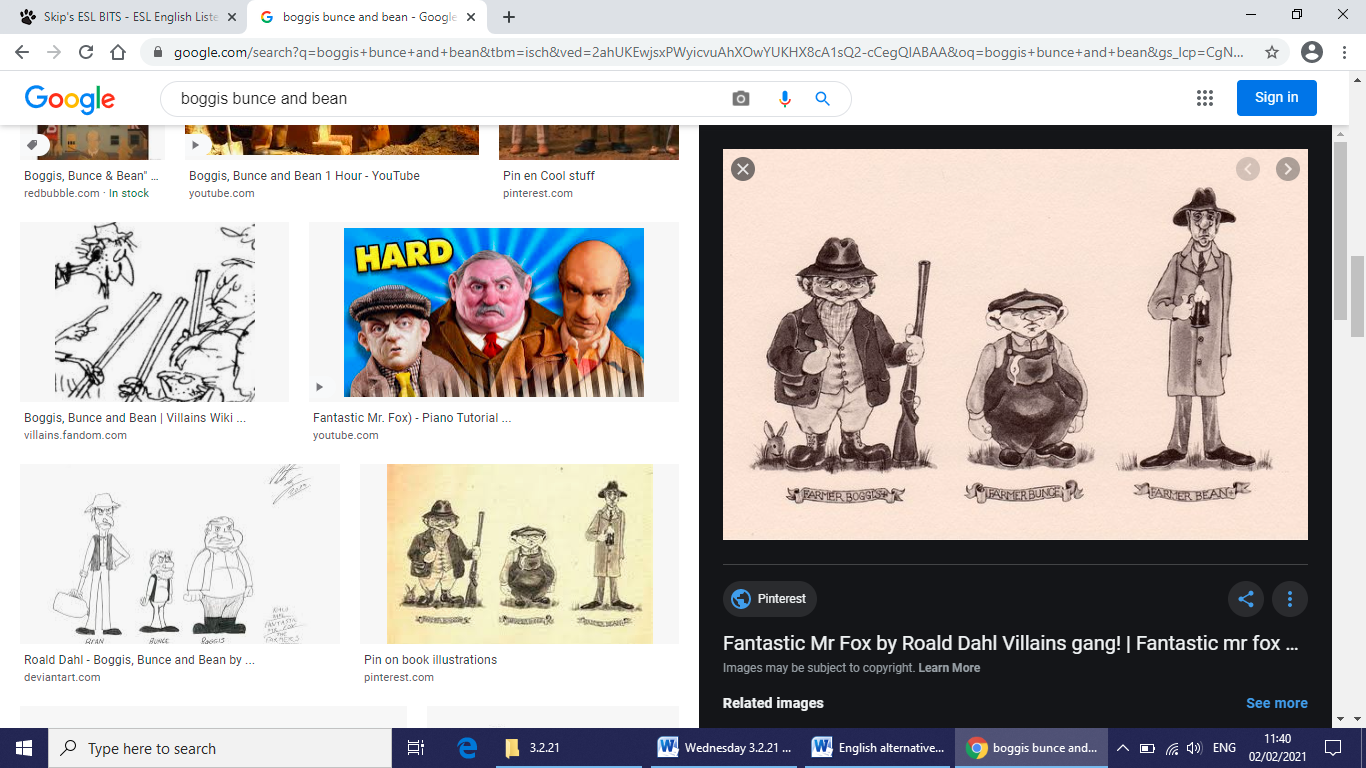 Skip's ESL BITS - ESL English Liste
boggis bunce and bean - Google
google.com/search?q=boggis+bunce+and+bean&tbm=isch&ved=2ahUKEwjsxPWyicvuAhXOwYUKHX8cA1sQ2-cCegQIABAA&oq=boggis+bunce+and+bean&gs_lcp=CgN...
Google
boggis bunce and bean
Sign in
Boggis, Bunce & Bean" ...
redbubble.com · In stock
Boggis, Bunce and Bean 1 Hour - YouTube
youtube.com
Pin en Cool stuff
pinterest.com
HARD
Boggis, Bunce and Bean | Villains Wiki ...
villains.fandom.com
Fantastic Mr. Fox) - Piano Tutorial ...
youtube.com
BEAN
BUNCE
BOGGIS
ROALD
DAHL
FANTASTIC
MR. FOX
THE
FARMERS
Roald Dahl - Boggis, Bunce and Bean by ...
deviantart.com
Pin on book illustrations
pinterest.com
FARMER BOGGIS
FARMER BUNCE
FARMER BEAN
Pinterest
Fantastic Mr Fox by Roald Dahl Villains gang! | Fantastic mr fox ...
Images may be subject to copyright. Learn More
Related images
See more
Type here to search
3.2.21
Wednesday 3.2.21 ...
English alternative...
boggis bunce and...
ENG
11:40
02/02/2021